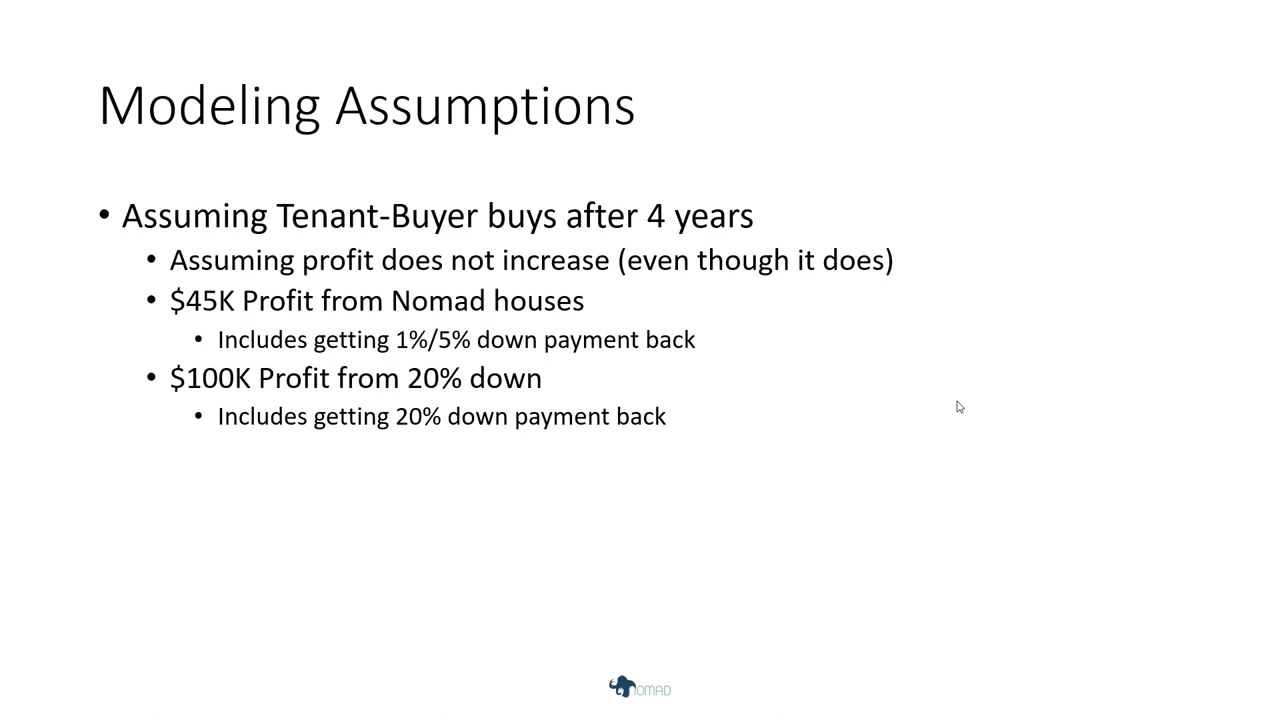 Modeling Assumptions
• Assuming Tenant-Buyer buys after 4 years
• Assuming profit does not increase (even though it does)
• $45K Profit from Nomad houses
• Includes getting 1%/5% down payment back
• $100K Profit from 20% down
• Includes getting 20% down payment back
NOMAD